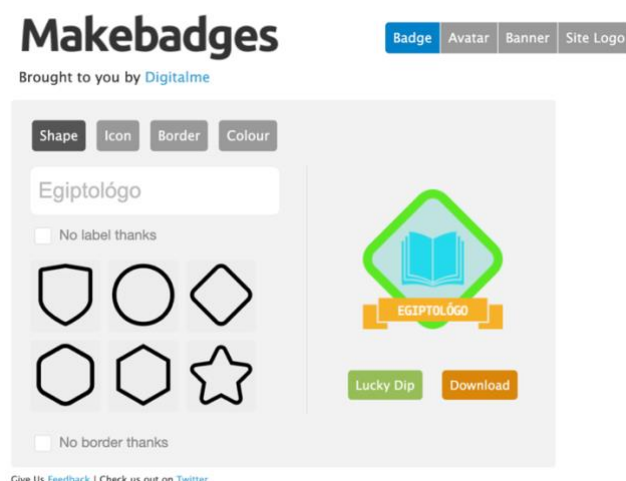 Makebadges
Badge Avatar Banner Site Logo
Brought to you by Digitalme
Shape Icon Border Colour
Egiptológo
No label thanks
EGIPTOLÓGO
Lucky Dip Download
No border thanks
Give Us Feedback | Check us out on Twitter